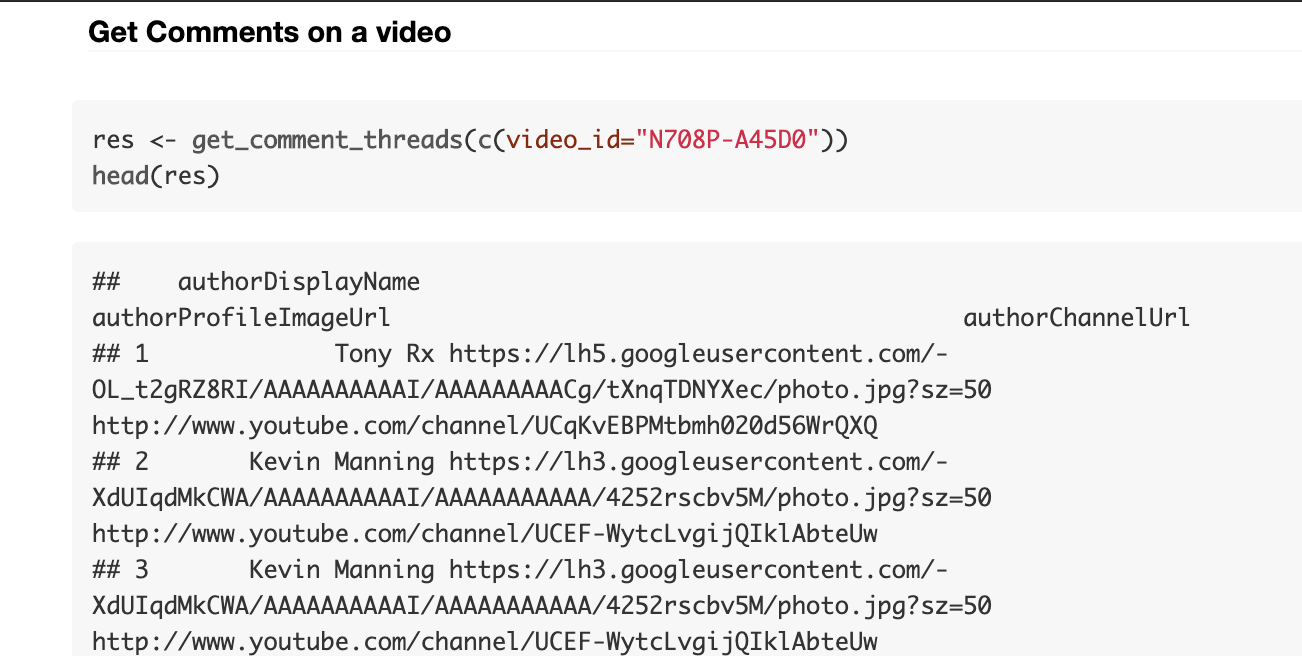 Get Comments on a video
res <- get_comment_threads(c(video_id="N708P-A45D0"))
head(res)
##    authorDisplayName
authorProfileImageUrl                                        authorChannelUrl
## 1             Tony Rx https://lh5.googleusercontent.com/-
OL_t2gRZ8RI/AAAAAAAAAAI/AAAAAAAAACg/tXnqTDNYXec/photo.jpg?sz=50
http://www.youtube.com/channel/UCqKvEBPMtbmh020d56WrQXQ
## 2       Kevin Manning https://lh3.googleusercontent.com/-
XdUIqdMkCWA/AAAAAAAAAAI/AAAAAAAAAAA/4252rscbv5M/photo.jpg?sz=50
http://www.youtube.com/channel/UCEF-WytcLvgijQIklAbteUw
## 3       Kevin Manning https://lh3.googleusercontent.com/-
XdUIqdMkCWA/AAAAAAAAAAI/AAAAAAAAAAA/4252rscbv5M/photo.jpg?sz=50
http://www.youtube.com/channel/UCEF-WytcLvgijQIklAbteUw